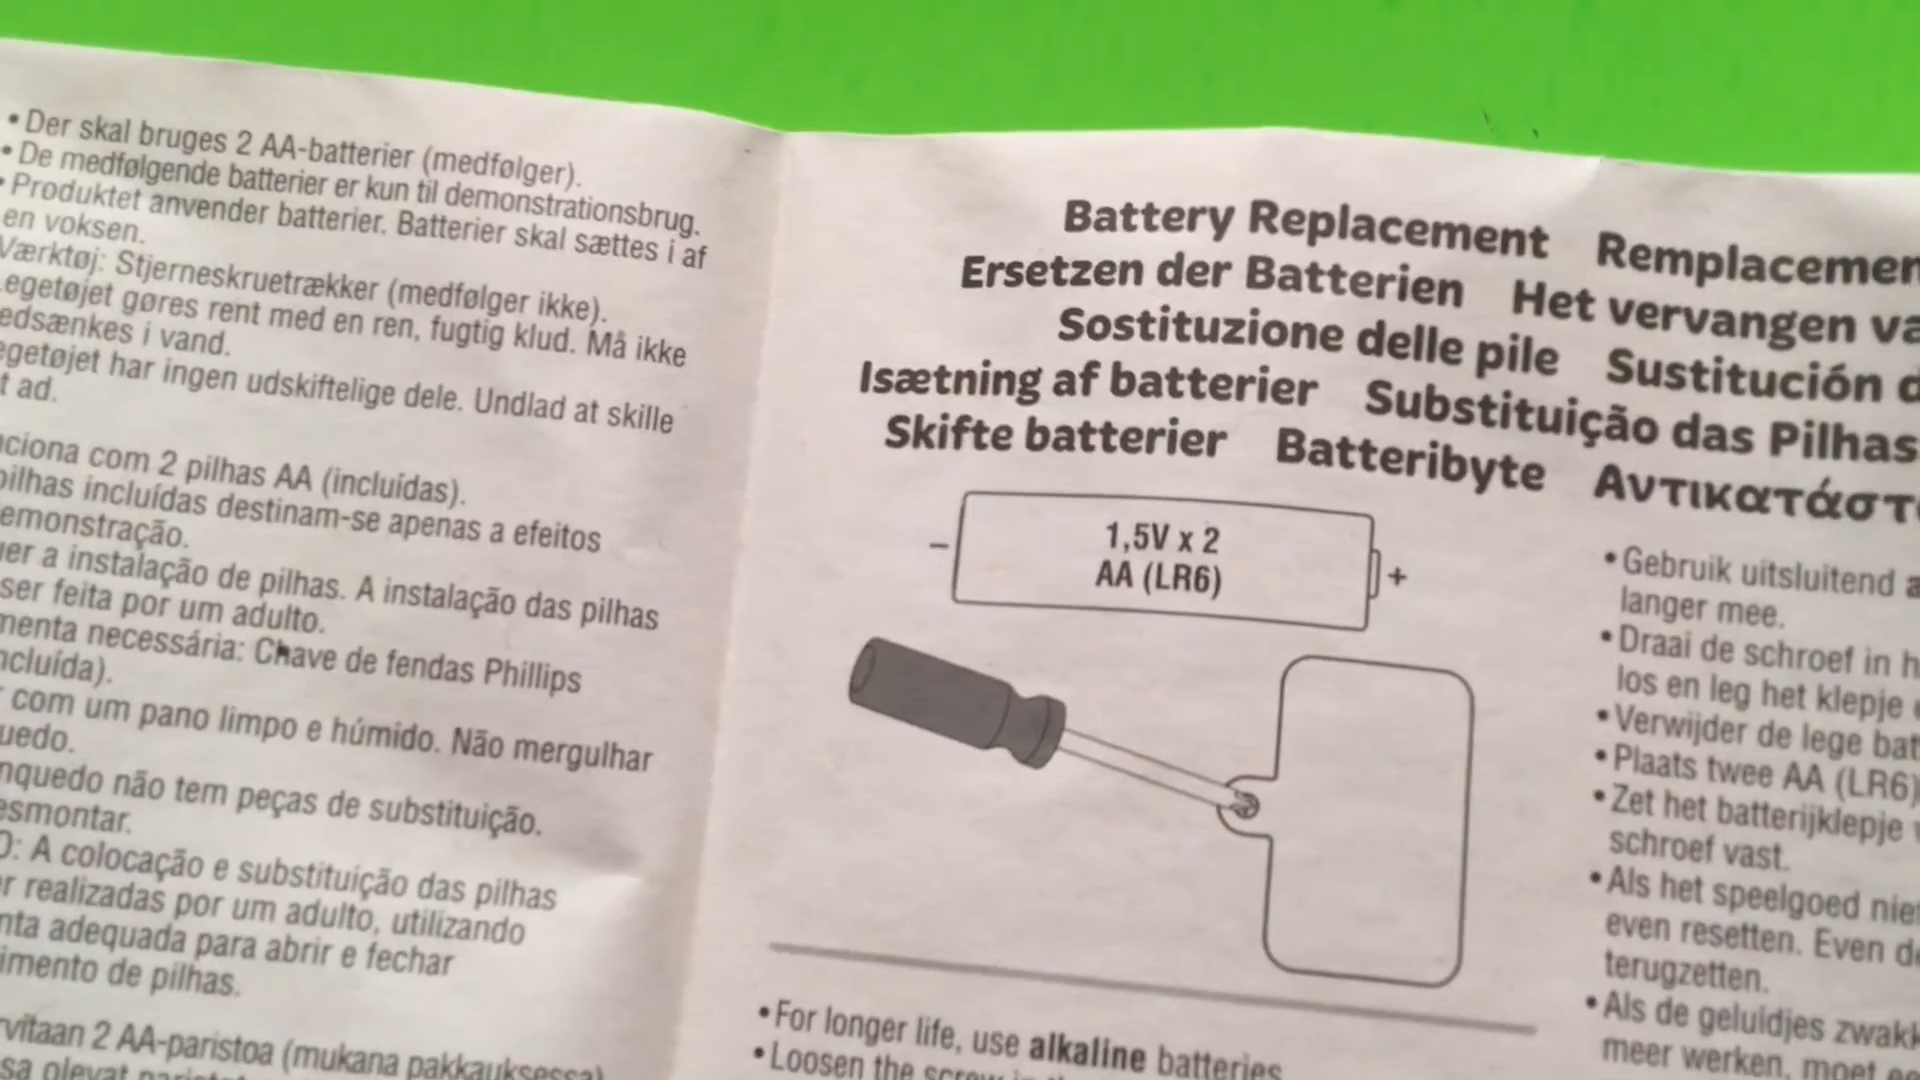 • Der skal bruges 2 AA-batterier (medfølger).
• De medfølgende batterier er kun til demonstrationsbrug.
• Produktet anvender batterier. Batterier skal sættes i af
en voksen.
Værktøj: Stjerneskruetrækker (medfølger ikke).
egetøjet gøres rent med en ren, fugtig klud. Må ikke
edsænkes i vand.
egetøjet har ingen udskiftelige dele. Undlad at skille
t ad.
ciona com 2 pilhas AA (incluídas).
pilhas incluídas destinam-se apenas a efeitos
emonstração.
uer a instalação de pilhas. A instalação das pilhas
ser feita por um adulto.
menta necessária: Chave de fendas Phillips
ncluída).
com um pano limpo e húmido. Não mergulhar
uedo.
nquedo não tem peças de substituição.
esmontar.
O: A colocação e substituição das pilhas
r realizadas por um adulto, utilizando
nta adequada para abrir e fechar
imento de pilhas.
rvitaan 2 AA-paristoa (mukana pakkauksessa)
Battery Replacement Remplacemen
Ersetzen der Batterien Het vervangen va
Sostituzione delle pile Sustitución d
Isætning af batterier Substituição das Pilhas
Skifte batterier Batteribyte Αντικατάστ
– 1,5V x 2 +
AA (LR6)
• For longer life, use alkaline batteries
• Loosen the screw in
• Gebruik uitsluitend a
langer mee.
• Draai de schroef in h
los en leg het klepje
• Verwijder de lege bat
• Plaats twee AA (LR6)
• Zet het batterijklepje
schroef vast.
• Als het speelgoed niet
even resetten. Even de
terugzetten.
• Als de geluidjes zwakk
meer werken, moet ee